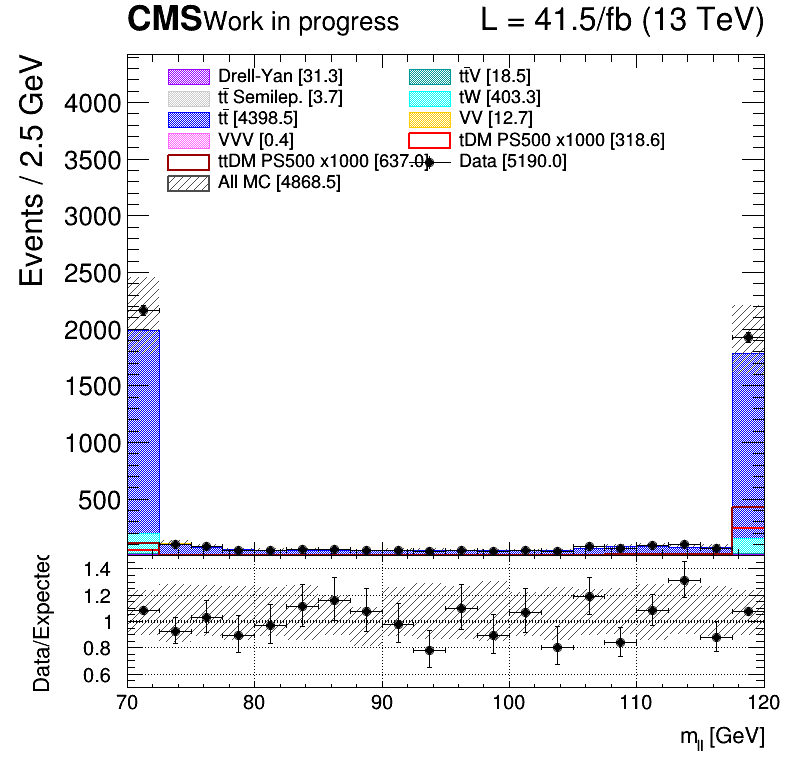 CMS Work in progress L = 41.5/fb (13 TeV)
Events / 2.5 GeV
Drell-Yan [31.3] tt̄V [18.5]
tt̄ Semilep. [3.7] tW [403.3]
tt̄ [4398.5] VV [12.7]
VVV [0.4] tDM PS500 x1000 [318.6]
ttDM PS500 x1000 [637.0] Data [5190.0]
All MC [4868.5]
4000
3500
3000
2500
2000
1500
1000
500
Data/Expected
1.4
1.2
1
0.8
0.6
70 80 90 100 110 120
m_ll [GeV]